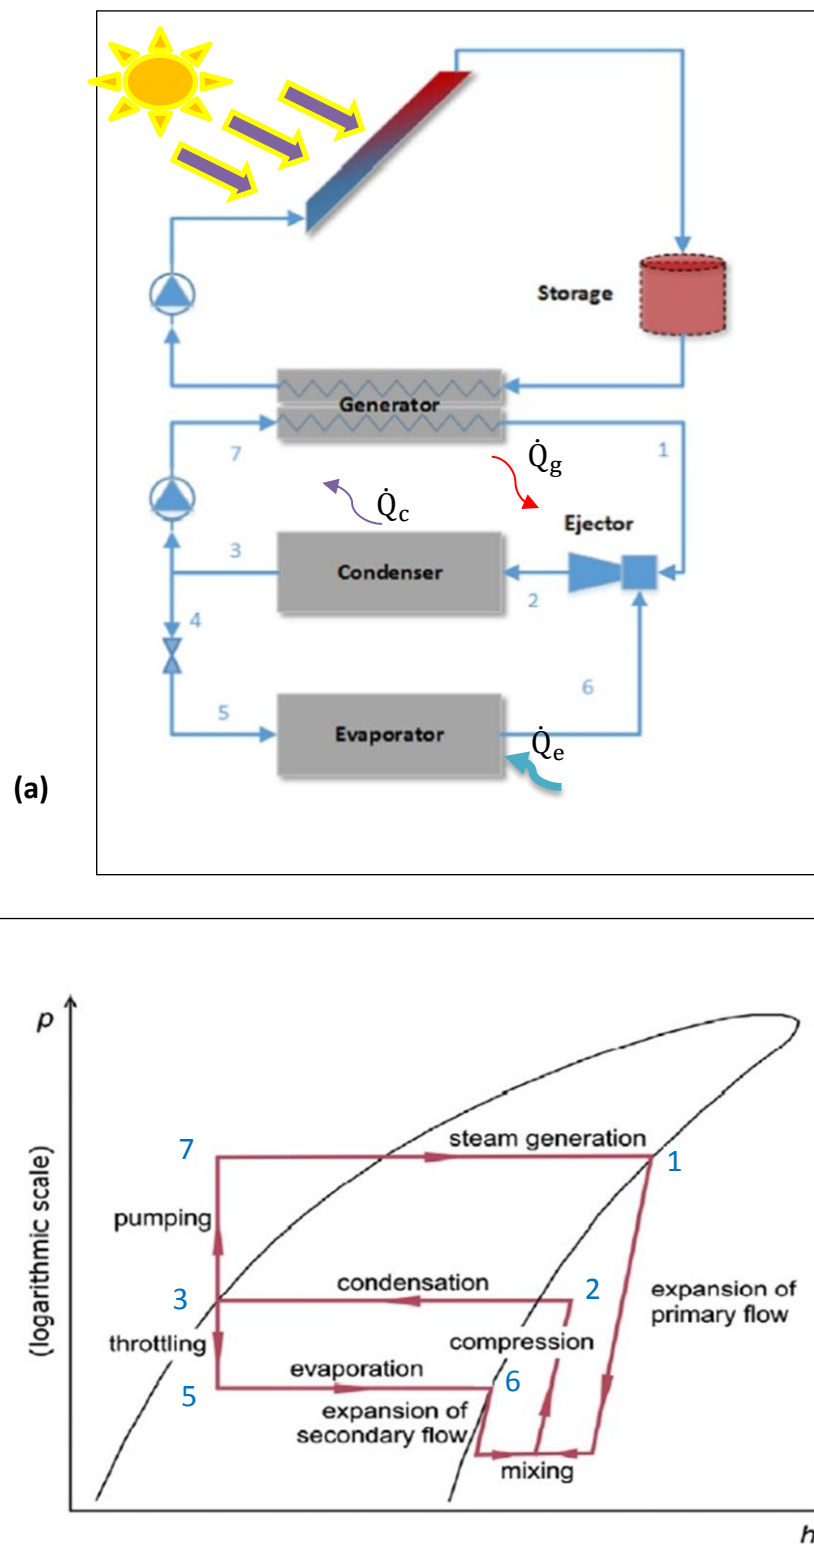 Storage
Generator
7
1
Q̇g
Q̇c
Ejector
3
Condenser
2
4
6
5
Evaporator
Q̇e
(a)
p
(logarithmic scale)
steam generation
7
1
pumping
condensation
2
3
expansion of
primary flow
throttling
compression
evaporation
6
5
expansion of
secondary flow
mixing
h